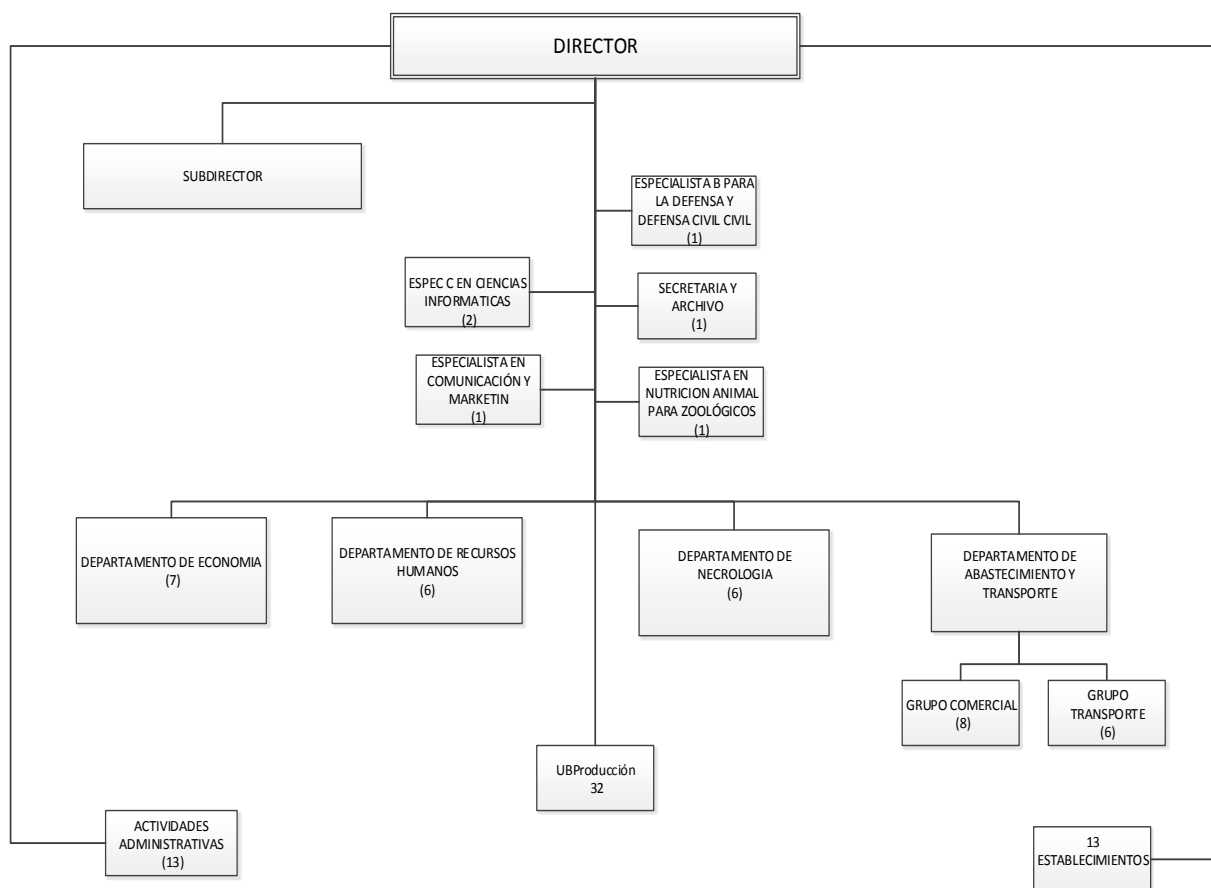 DIRECTOR
SUBDIRECTOR
ESPECIALISTA B PARA
LA DEFENSA Y
DEFENSA CIVIL CIVIL
(1)
ESPEC C EN CIENCIAS
INFORMATICAS
(2)
SECRETARIA Y
ARCHIVO
(1)
ESPECIALISTA EN
COMUNICACIÓN Y
MARKETIN
(1)
ESPECIALISTA EN
NUTRICION ANIMAL
PARA ZOOLÓGICOS
(1)
DEPARTAMENTO DE ECONOMIA
(7)
DEPARTAMENTO DE RECURSOS
HUMANOS
(6)
DEPARTAMENTO DE
NECROLOGIA
(6)
DEPARTAMENTO DE
ABASTECIMIENTO Y
TRANSPORTE
GRUPO COMERCIAL
(8)
GRUPO
TRANSPORTE
(6)
UBProducción
32
ACTIVIDADES
ADMINISTRATIVAS
(13)
13
ESTABLECIMIENTOS